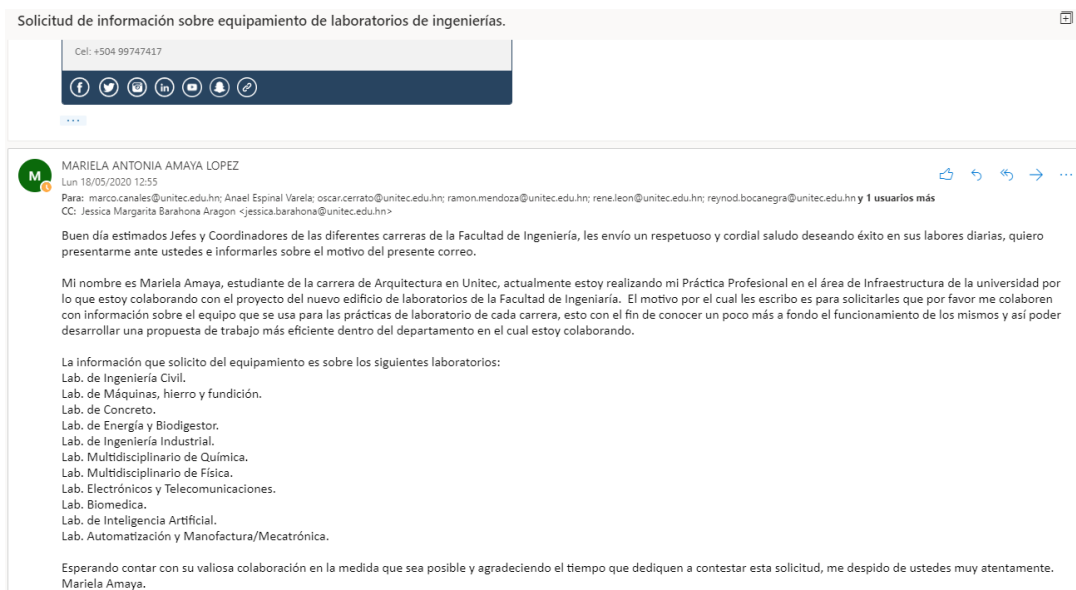 Solicitud de información sobre equipamiento de laboratorios de ingenierías.
Cel: +504 99747417
...
M
MARIELA ANTONIA AMAYA LOPEZ
Lun 18/05/2020 12:55
Para: marco.canales@unitec.edu.hn; Anael Espinal Varela; oscar.cerrato@unitec.edu.hn; ramon.mendoza@unitec.edu.hn; rene.leon@unitec.edu.hn; reynod.bocanegra@unitec.edu.hn y 1 usuarios más
CC: Jessica Margarita Barahona Aragon <jessica.barahona@unitec.edu.hn>
Buen día estimados Jefes y Coordinadores de las diferentes carreras de la Facultad de Ingeniería, les envío un respetuoso y cordial saludo deseando éxito en sus labores diarias, quiero
presentarme ante ustedes e informarles sobre el motivo del presente correo.
Mi nombre es Mariela Amaya, estudiante de la carrera de Arquitectura en Unitec, actualmente estoy realizando mi Práctica Profesional en el área de Infraestructura de la universidad por
lo que estoy colaborando con el proyecto del nuevo edificio de laboratorios de la Facultad de Ingeniaría. El motivo por el cual les escribo es para solicitarles que por favor me colaboren
con información sobre el equipo que se usa para las prácticas de laboratorio de cada carrera, esto con el fin de conocer un poco más a fondo el funcionamiento de los mismos y así poder
desarrollar una propuesta de trabajo más eficiente dentro del departamento en el cual estoy colaborando.
La información que solicito del equipamiento es sobre los siguientes laboratorios:
Lab. de Ingeniería Civil.
Lab. de Máquinas, hierro y fundición.
Lab. de Concreto.
Lab. de Energía y Biodigestor.
Lab. de Ingeniería Industrial.
Lab. Multidisciplinario de Química.
Lab. Multidisciplinario de Física.
Lab. Electrónicos y Telecomunicaciones.
Lab. Biomedica.
Lab. de Inteligencia Artificial.
Lab. Automatización y Manofactura/Mecatrónica.
Esperando contar con su valiosa colaboración en la medida que sea posible y agradeciendo el tiempo que dediquen a contestar esta solicitud, me despido de ustedes muy atentamente.
Mariela Amaya.